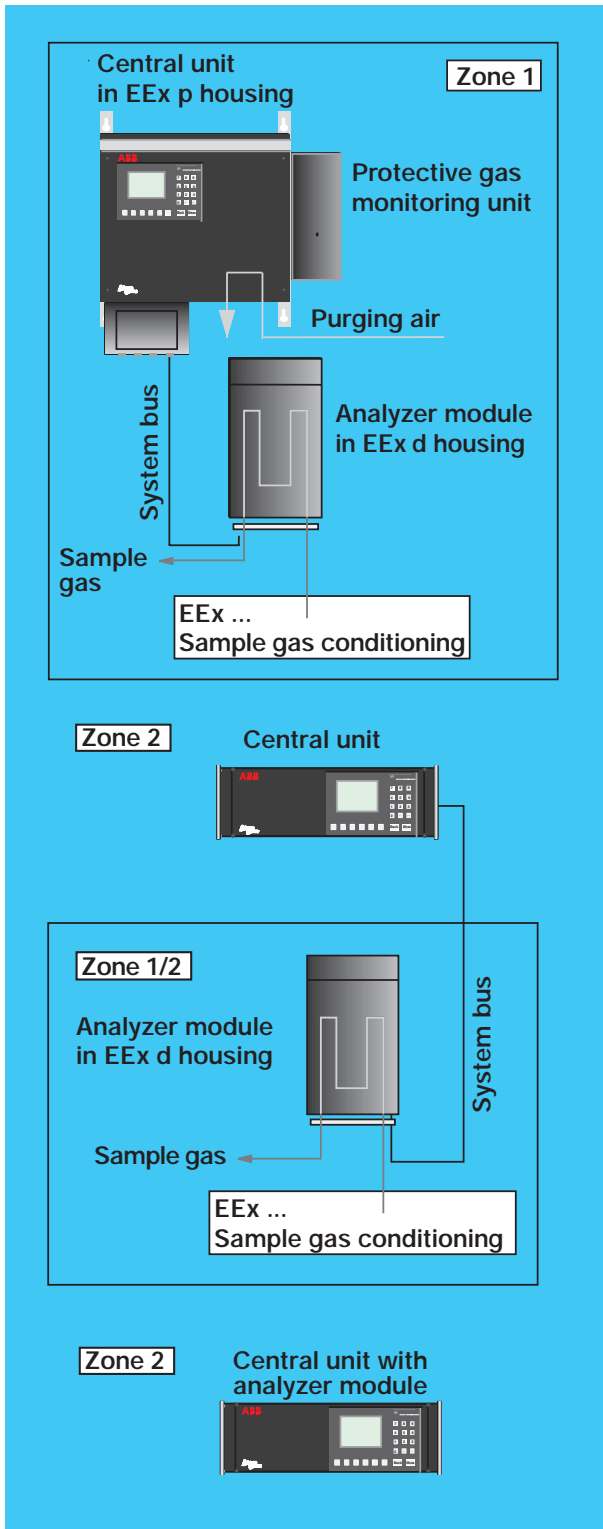 Zone 1
Central unit
in EEx p housing
ABB
Protective gas
monitoring unit
Purging air
Analyzer module
in EEx d housing
System bus
Sample
gas
EEx ...
Sample gas conditioning
Zone 2
Central unit
ABB
Zone 1/2
Analyzer module
in EEx d housing
System bus
Sample gas
EEx ...
Sample gas conditioning
Zone 2
Central unit with
analyzer module
ABB